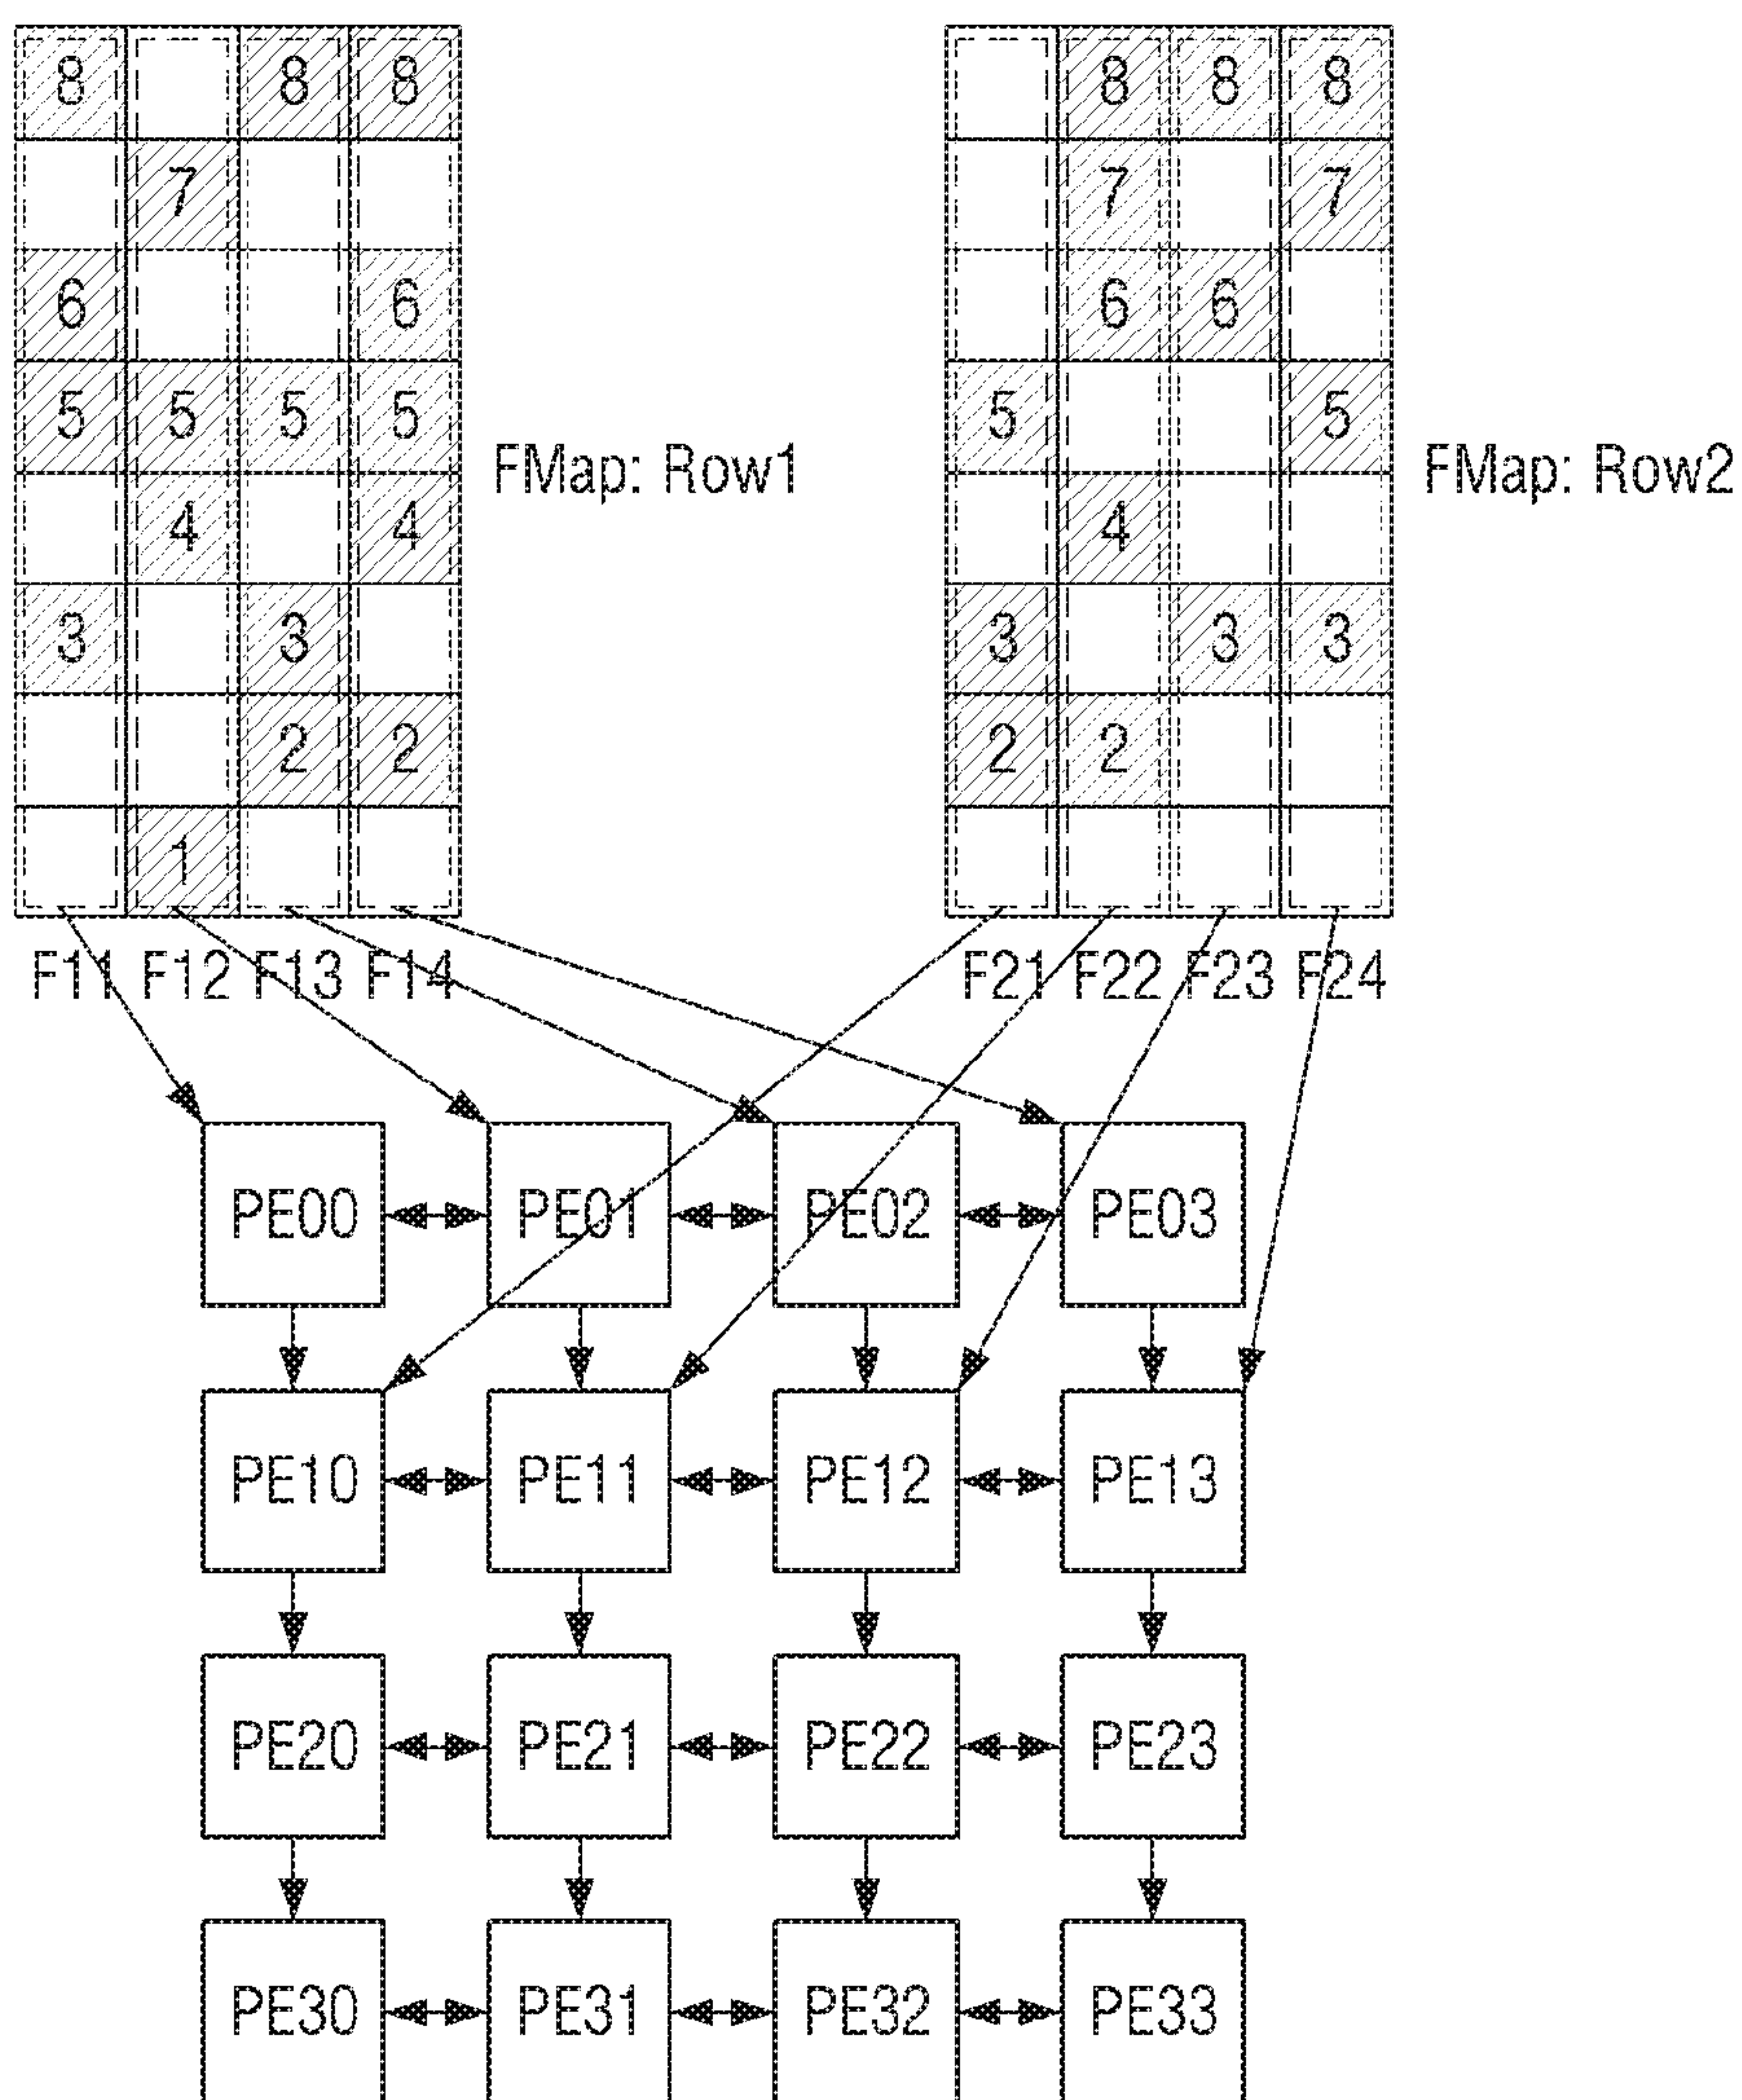 8 8 8
7
6 6
5 5 5 5
4 4
3 3
2 2
1
FMap: Row1
F11 F12 F13 F14
8 8 8
7 7
6 6
5 5
4
3 3 3
2 2
FMap: Row2
F21 F22 F23 F24
PE00 PE01 PE02 PE03
PE10 PE11 PE12 PE13
PE20 PE21 PE22 PE23
PE30 PE31 PE32 PE33